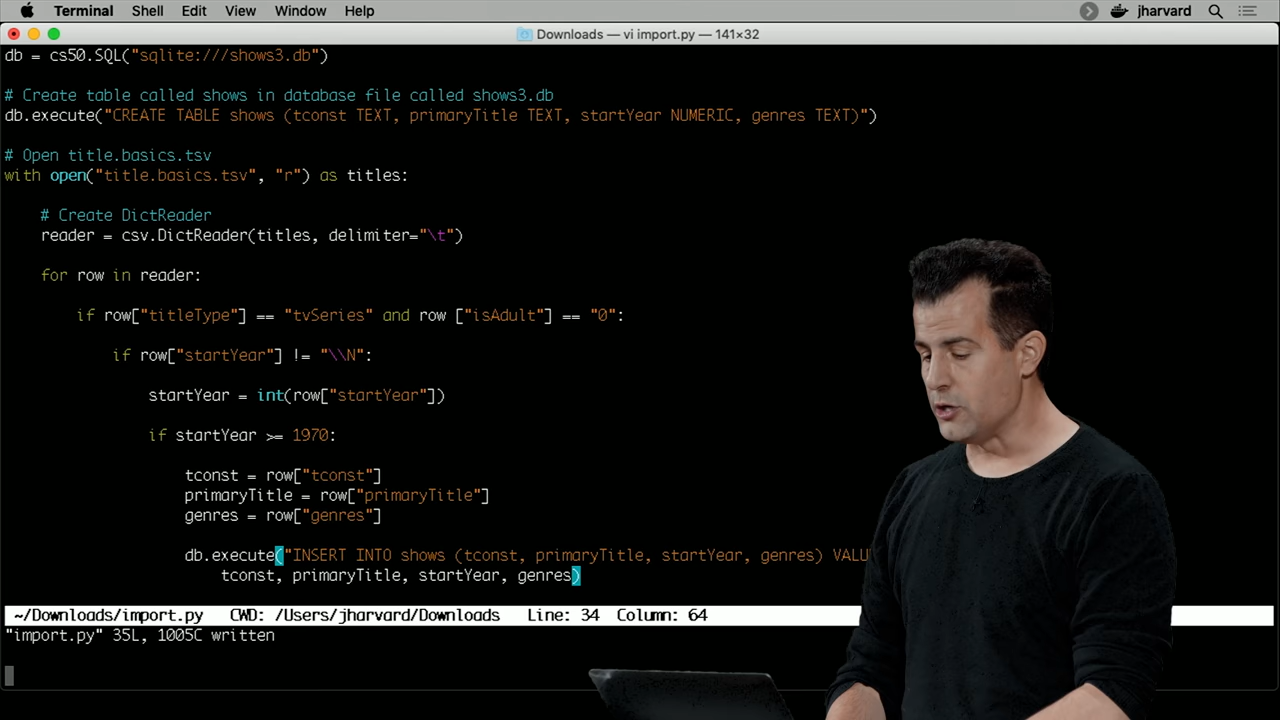 Terminal Shell Edit View Window Help jharvard
Downloads — vi import.py — 141×32
db = cs50.SQL("sqlite:///shows3.db")
# Create table called shows in database file called shows3.db
db.execute("CREATE TABLE shows (tconst TEXT, primaryTitle TEXT, startYear NUMERIC, genres TEXT)")
# Open title.basics.tsv
with open("title.basics.tsv", "r") as titles:
# Create DictReader
reader = csv.DictReader(titles, delimiter="\t")
for row in reader:
if row["titleType"] == "tvSeries" and row ["isAdult"] == "0":
if row["startYear"] != "\\N":
startYear = int(row["startYear"])
if startYear >= 1970:
tconst = row["tconst"]
primaryTitle = row["primaryTitle"]
genres = row["genres"]
db.execute("INSERT INTO shows (tconst, primaryTitle, startYear, genres)
tconst, primaryTitle, startYear, genres)
~/Downloads/import.py CWD: /Users/jharvard/Downloads Line: 34 Column: 64
"import.py" 35L, 1005C written